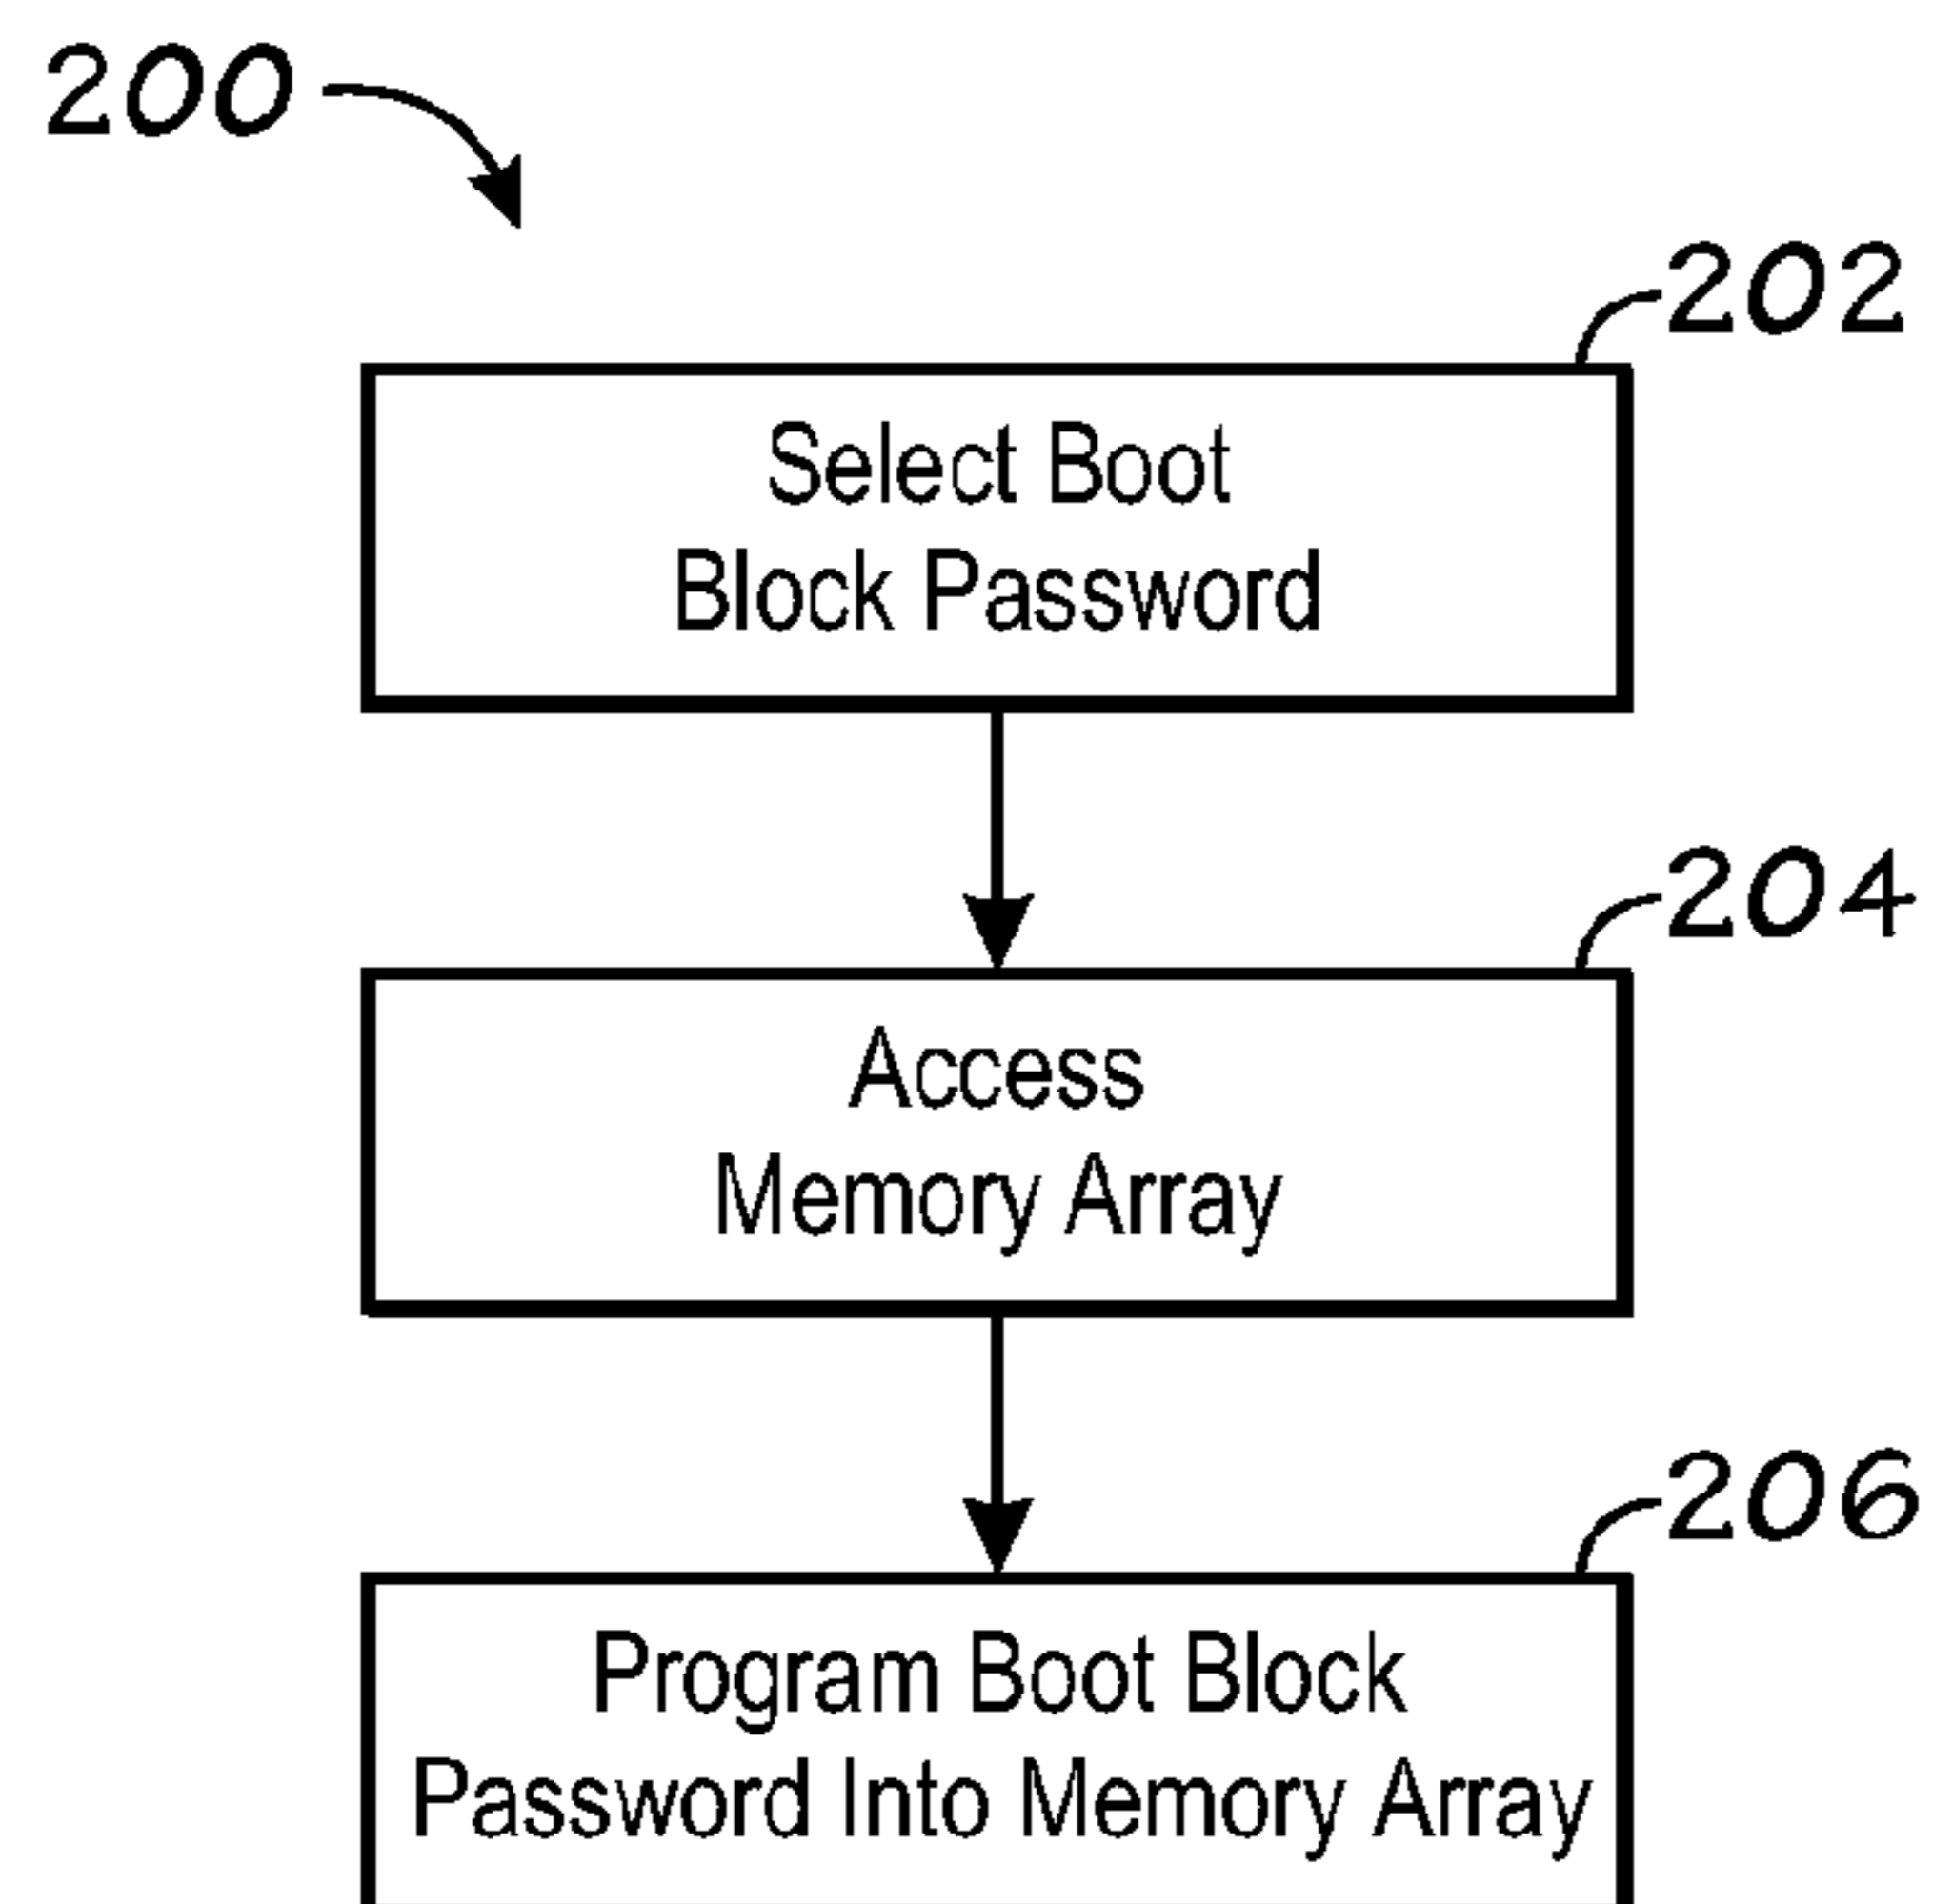 200
202
Select Boot
Block Password
204
Access
Memory Array
206
Program Boot Block
Password Into Memory Array